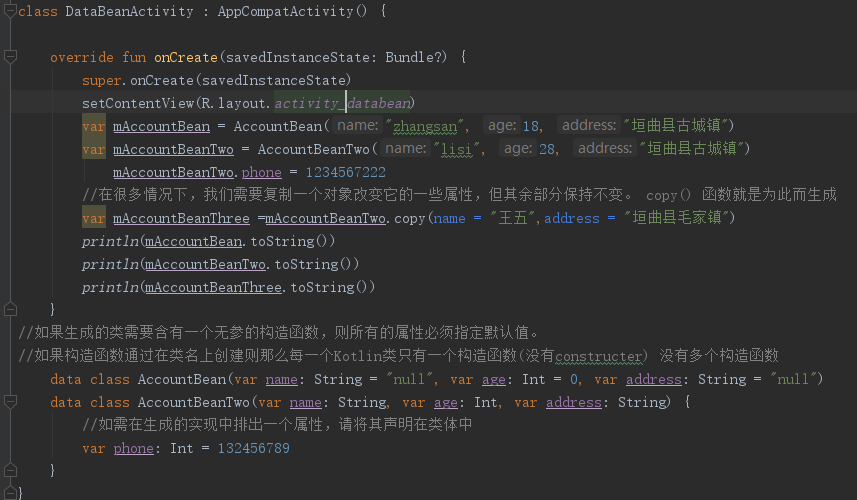 class DataBeanActivity : AppCompatActivity() {
override fun onCreate(savedInstanceState: Bundle?) {
super.onCreate(savedInstanceState)
setContentView(R.layout.activity_databean)
var mAccountBean = AccountBean( name: "zhangsan", age: 18, address: "垣曲县古城镇")
var mAccountBeanTwo = AccountBeanTwo( name: "lisi", age: 28, address: "垣曲县古城镇")
mAccountBeanTwo.phone = 1234567222
//在很多情况下，我们需要复制一个对象改变它的一些属性，但其余部分保持不变。 copy() 函数就是为此而生成
var mAccountBeanThree =mAccountBeanTwo.copy(name = "王五",address = "垣曲县毛家镇")
println(mAccountBean.toString())
println(mAccountBeanTwo.toString())
println(mAccountBeanThree.toString())
}
//如果生成的类需要含有一个无参的构造函数，则所有的属性必须指定默认值。
//如果构造函数通过在类名上创建则那么每一个Kotlin类只有一个构造函数(没有constructer) 没有多个构造函数
data class AccountBean(var name: String = "null", var age: Int = 0, var address: String = "null")
data class AccountBeanTwo(var name: String, var age: Int, var address: String) {
//如需在生成的实现中排出一个属性，请将其声明在类体中
var phone: Int = 132456789
}
}